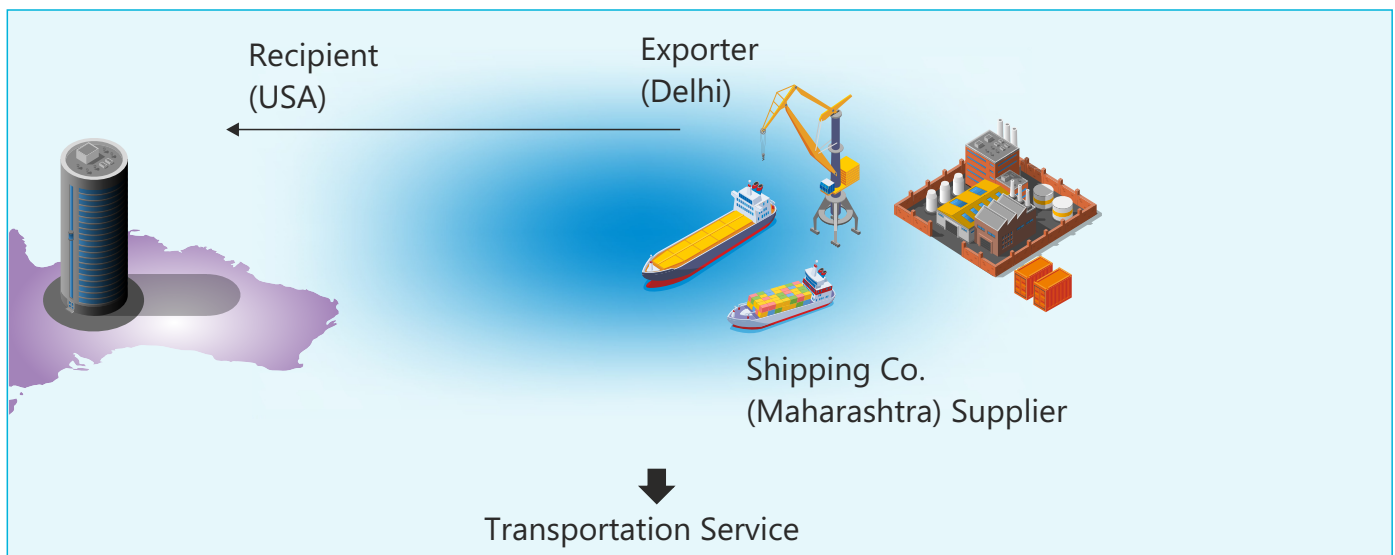 Recipient
(USA)
Exporter
(Delhi)
Shipping Co.
(Maharashtra) Supplier
Transportation Service